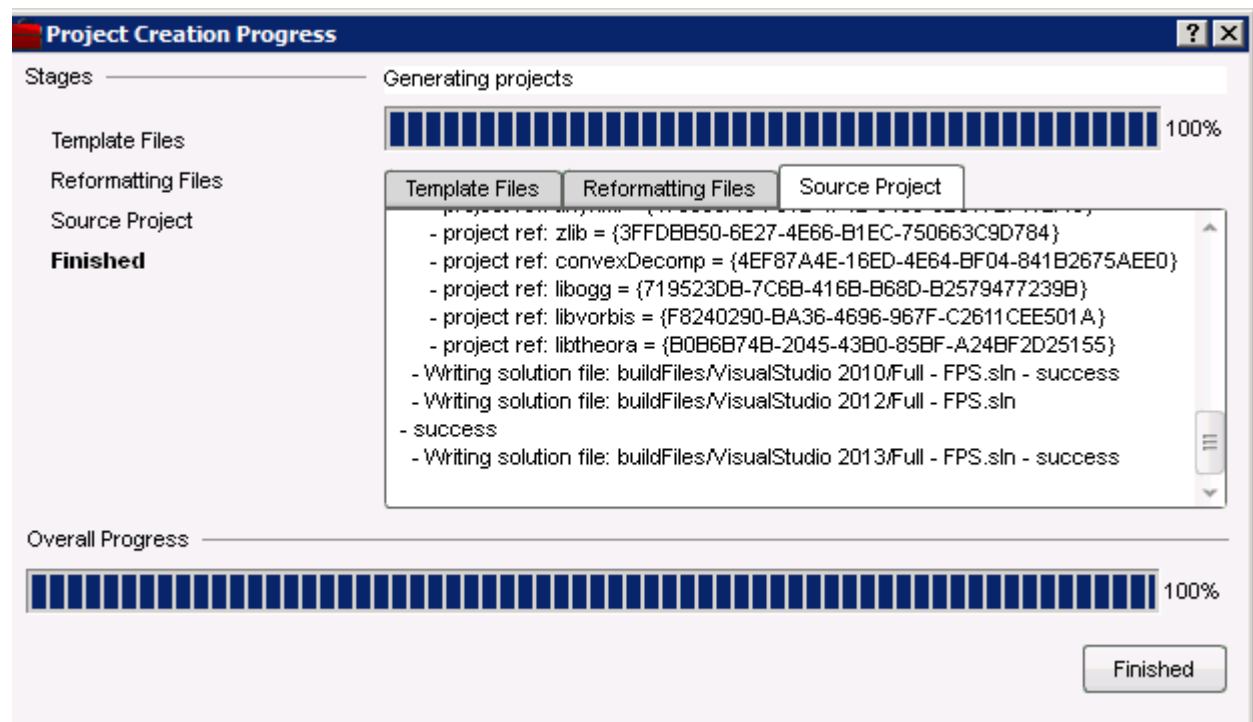 Project Creation Progress
Stages
Generating projects
100%
Template Files
Reformatting Files
Source Project
Finished
Template Files
Reformatting Files
Source Project
- project ref: zlib = {3FFDBB50-6E27-4E66-B1EC-750663C9D784}
- project ref: convexDecomp = {4EF87A4E-16ED-4E64-BF04-841B2675AEE0}
- project ref: libogg = {719523DB-7C6B-416B-B68D-B2579477239B}
- project ref: libvorbis = {F8240290-BA36-4696-967F-C2611CEE501A}
- project ref: libtheora = {B0B6B74B-2045-43B0-85BF-A24BF2D25155}
- Writing solution file: buildFiles/VisualStudio 2010/Full - FPS.sln - success
- Writing solution file: buildFiles/VisualStudio 2012/Full - FPS.sln
- success
- Writing solution file: buildFiles/VisualStudio 2013/Full - FPS.sln - success
Overall Progress
100%
Finished